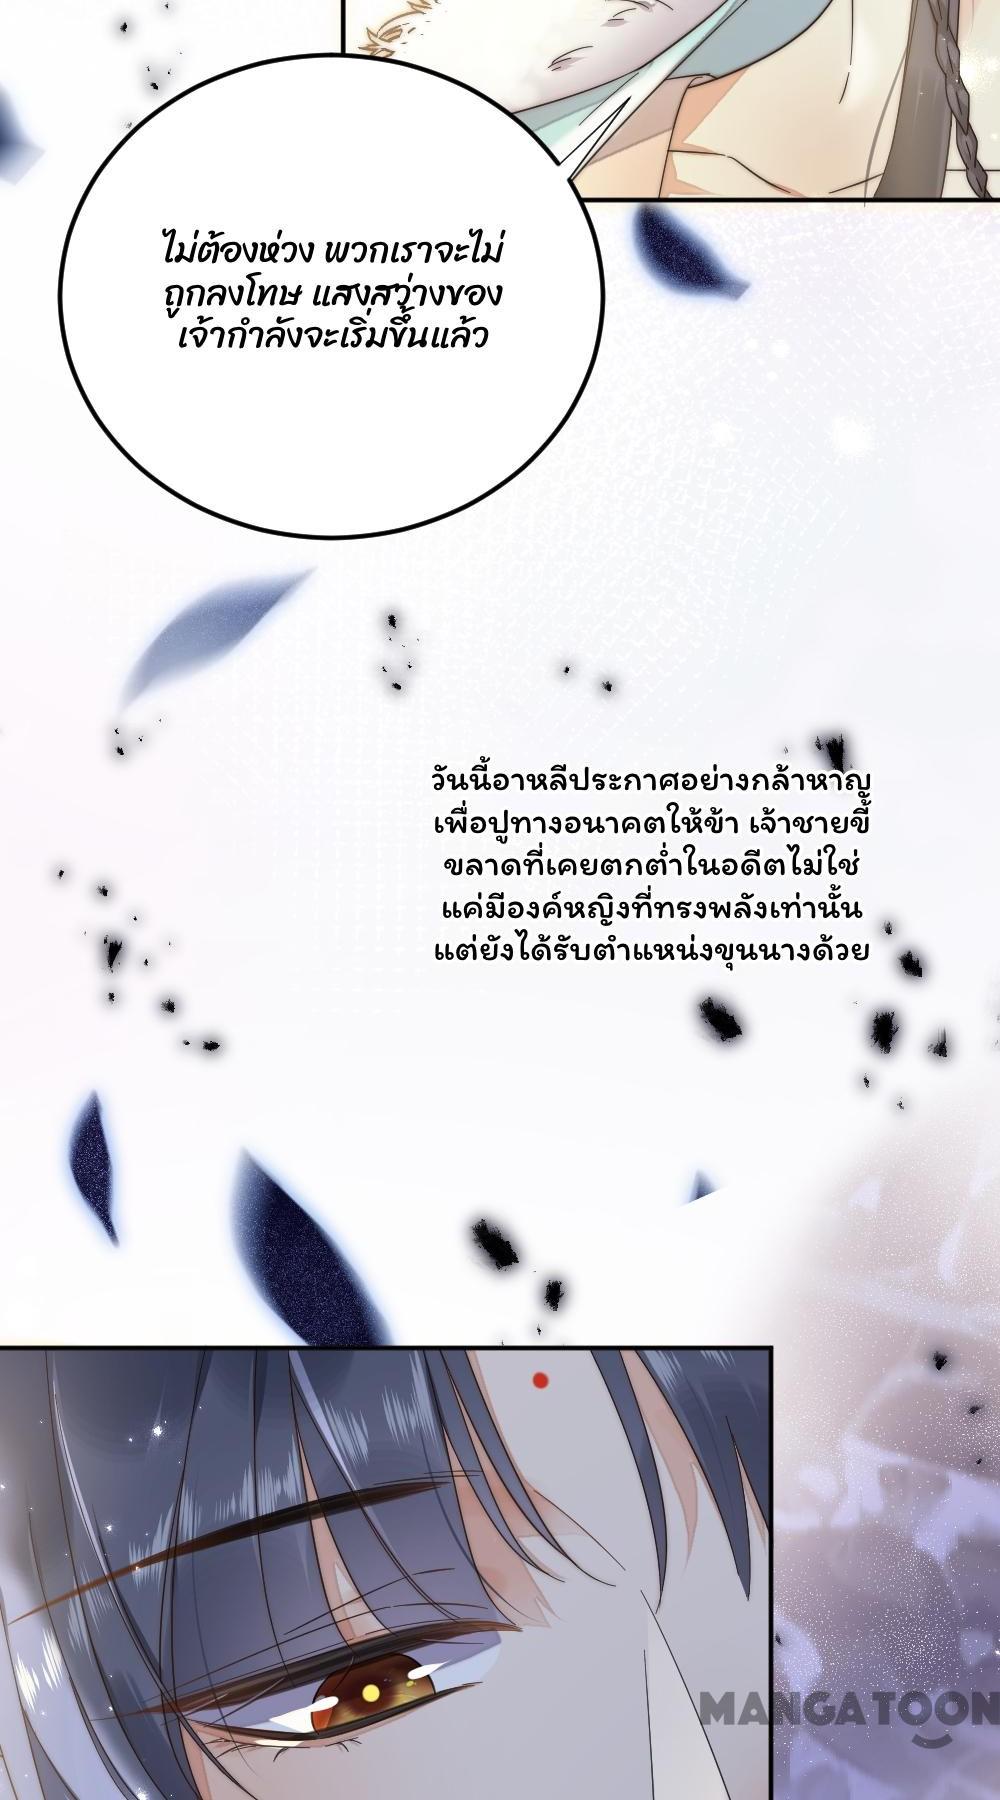 ไม่ต้องห่วง พวกเราจะไม่
ถูกลงโทษ แสงสว่างของ
เจ้ากำลังจะเริ่มขึ้นแล้ว
วันนี้อาหลีประกาศอย่างกล้าหาญ
เพื่อปูทางอนาคตให้ข้า เจ้าชายขี้
ขลาดที่เคยตกต่ำในอดีตไม่ใช่
แค่มีองค์หญิงที่ทรงพลังเท่านั้น
แต่ยังได้รับตำแหน่งขุนนางด้วย
MANGATOON